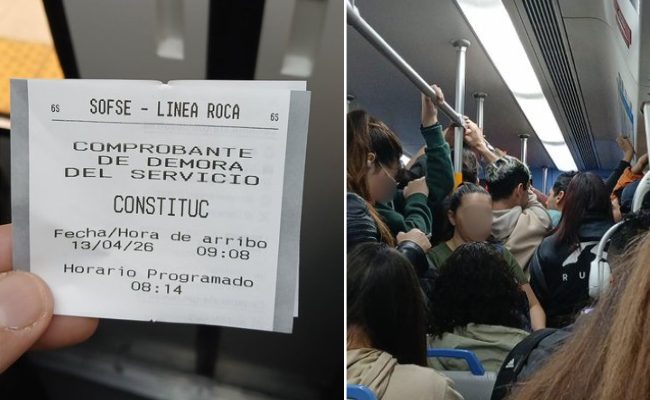 6S SOFSE - LINEA ROCA 6S
COMPROBANTE
DE DEMORA
DEL SERVICIO
CONSTITUC
Fecha/Hora de arribo
13/04/26 09:08
Horario Programado
08:14
RU